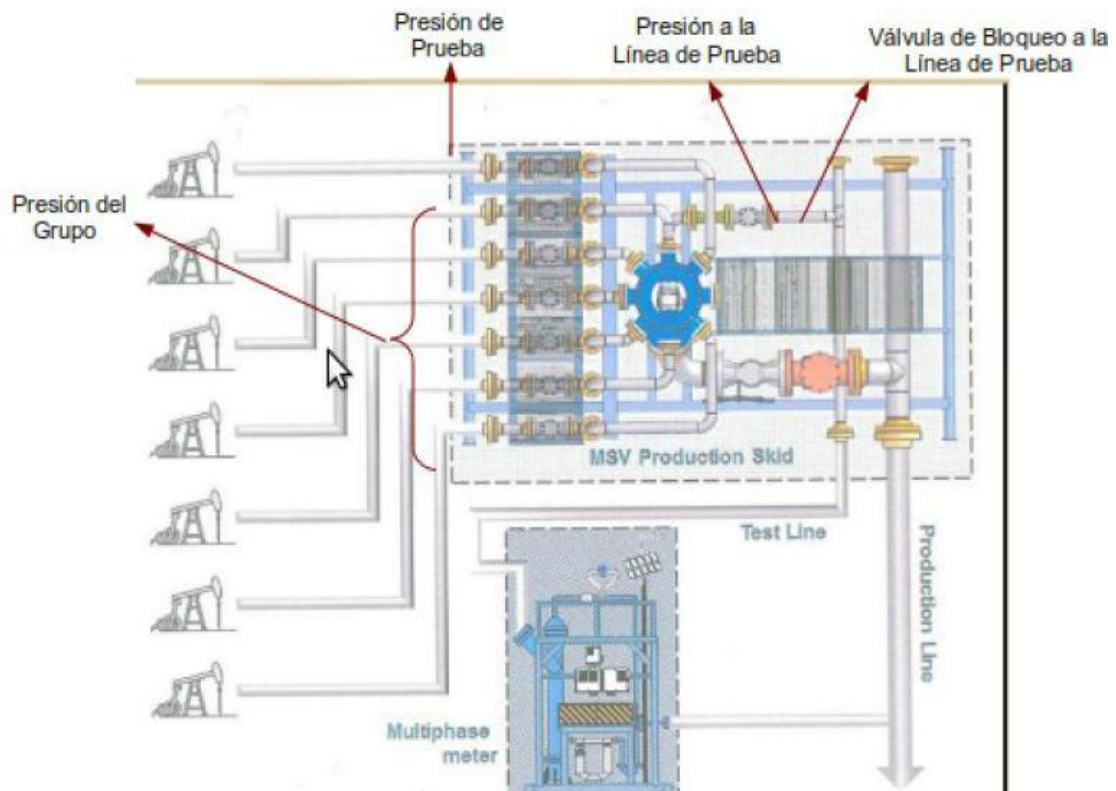 Presión de
Prueba
Presión a la
Línea de Prueba
Válvula de Bloqueo a la
Línea de Prueba
Presión del
Grupo
MSV Production Skid
Test Line
Production Line
Multiphase
meter